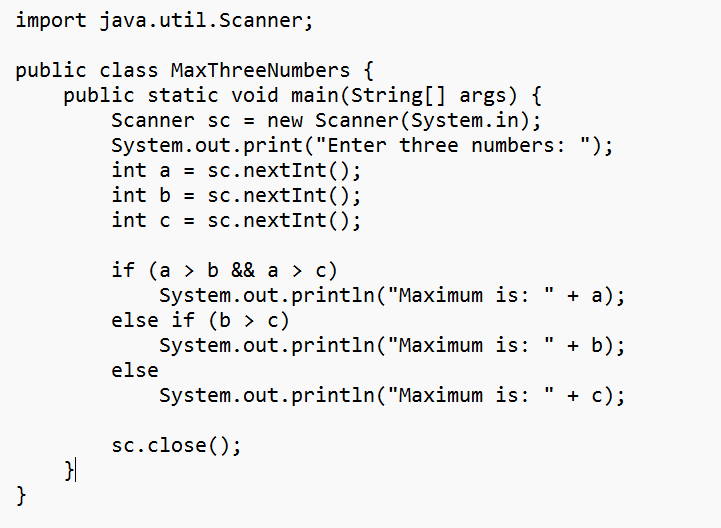 import java.util.Scanner;

public class MaxThreeNumbers {
    public static void main(String[] args) {
        Scanner sc = new Scanner(System.in);
        System.out.print("Enter three numbers: ");
        int a = sc.nextInt();
        int b = sc.nextInt();
        int c = sc.nextInt();

        if (a > b && a > c)
            System.out.println("Maximum is: " + a);
        else if (b > c)
            System.out.println("Maximum is: " + b);
        else
            System.out.println("Maximum is: " + c);

        sc.close();
    }
}